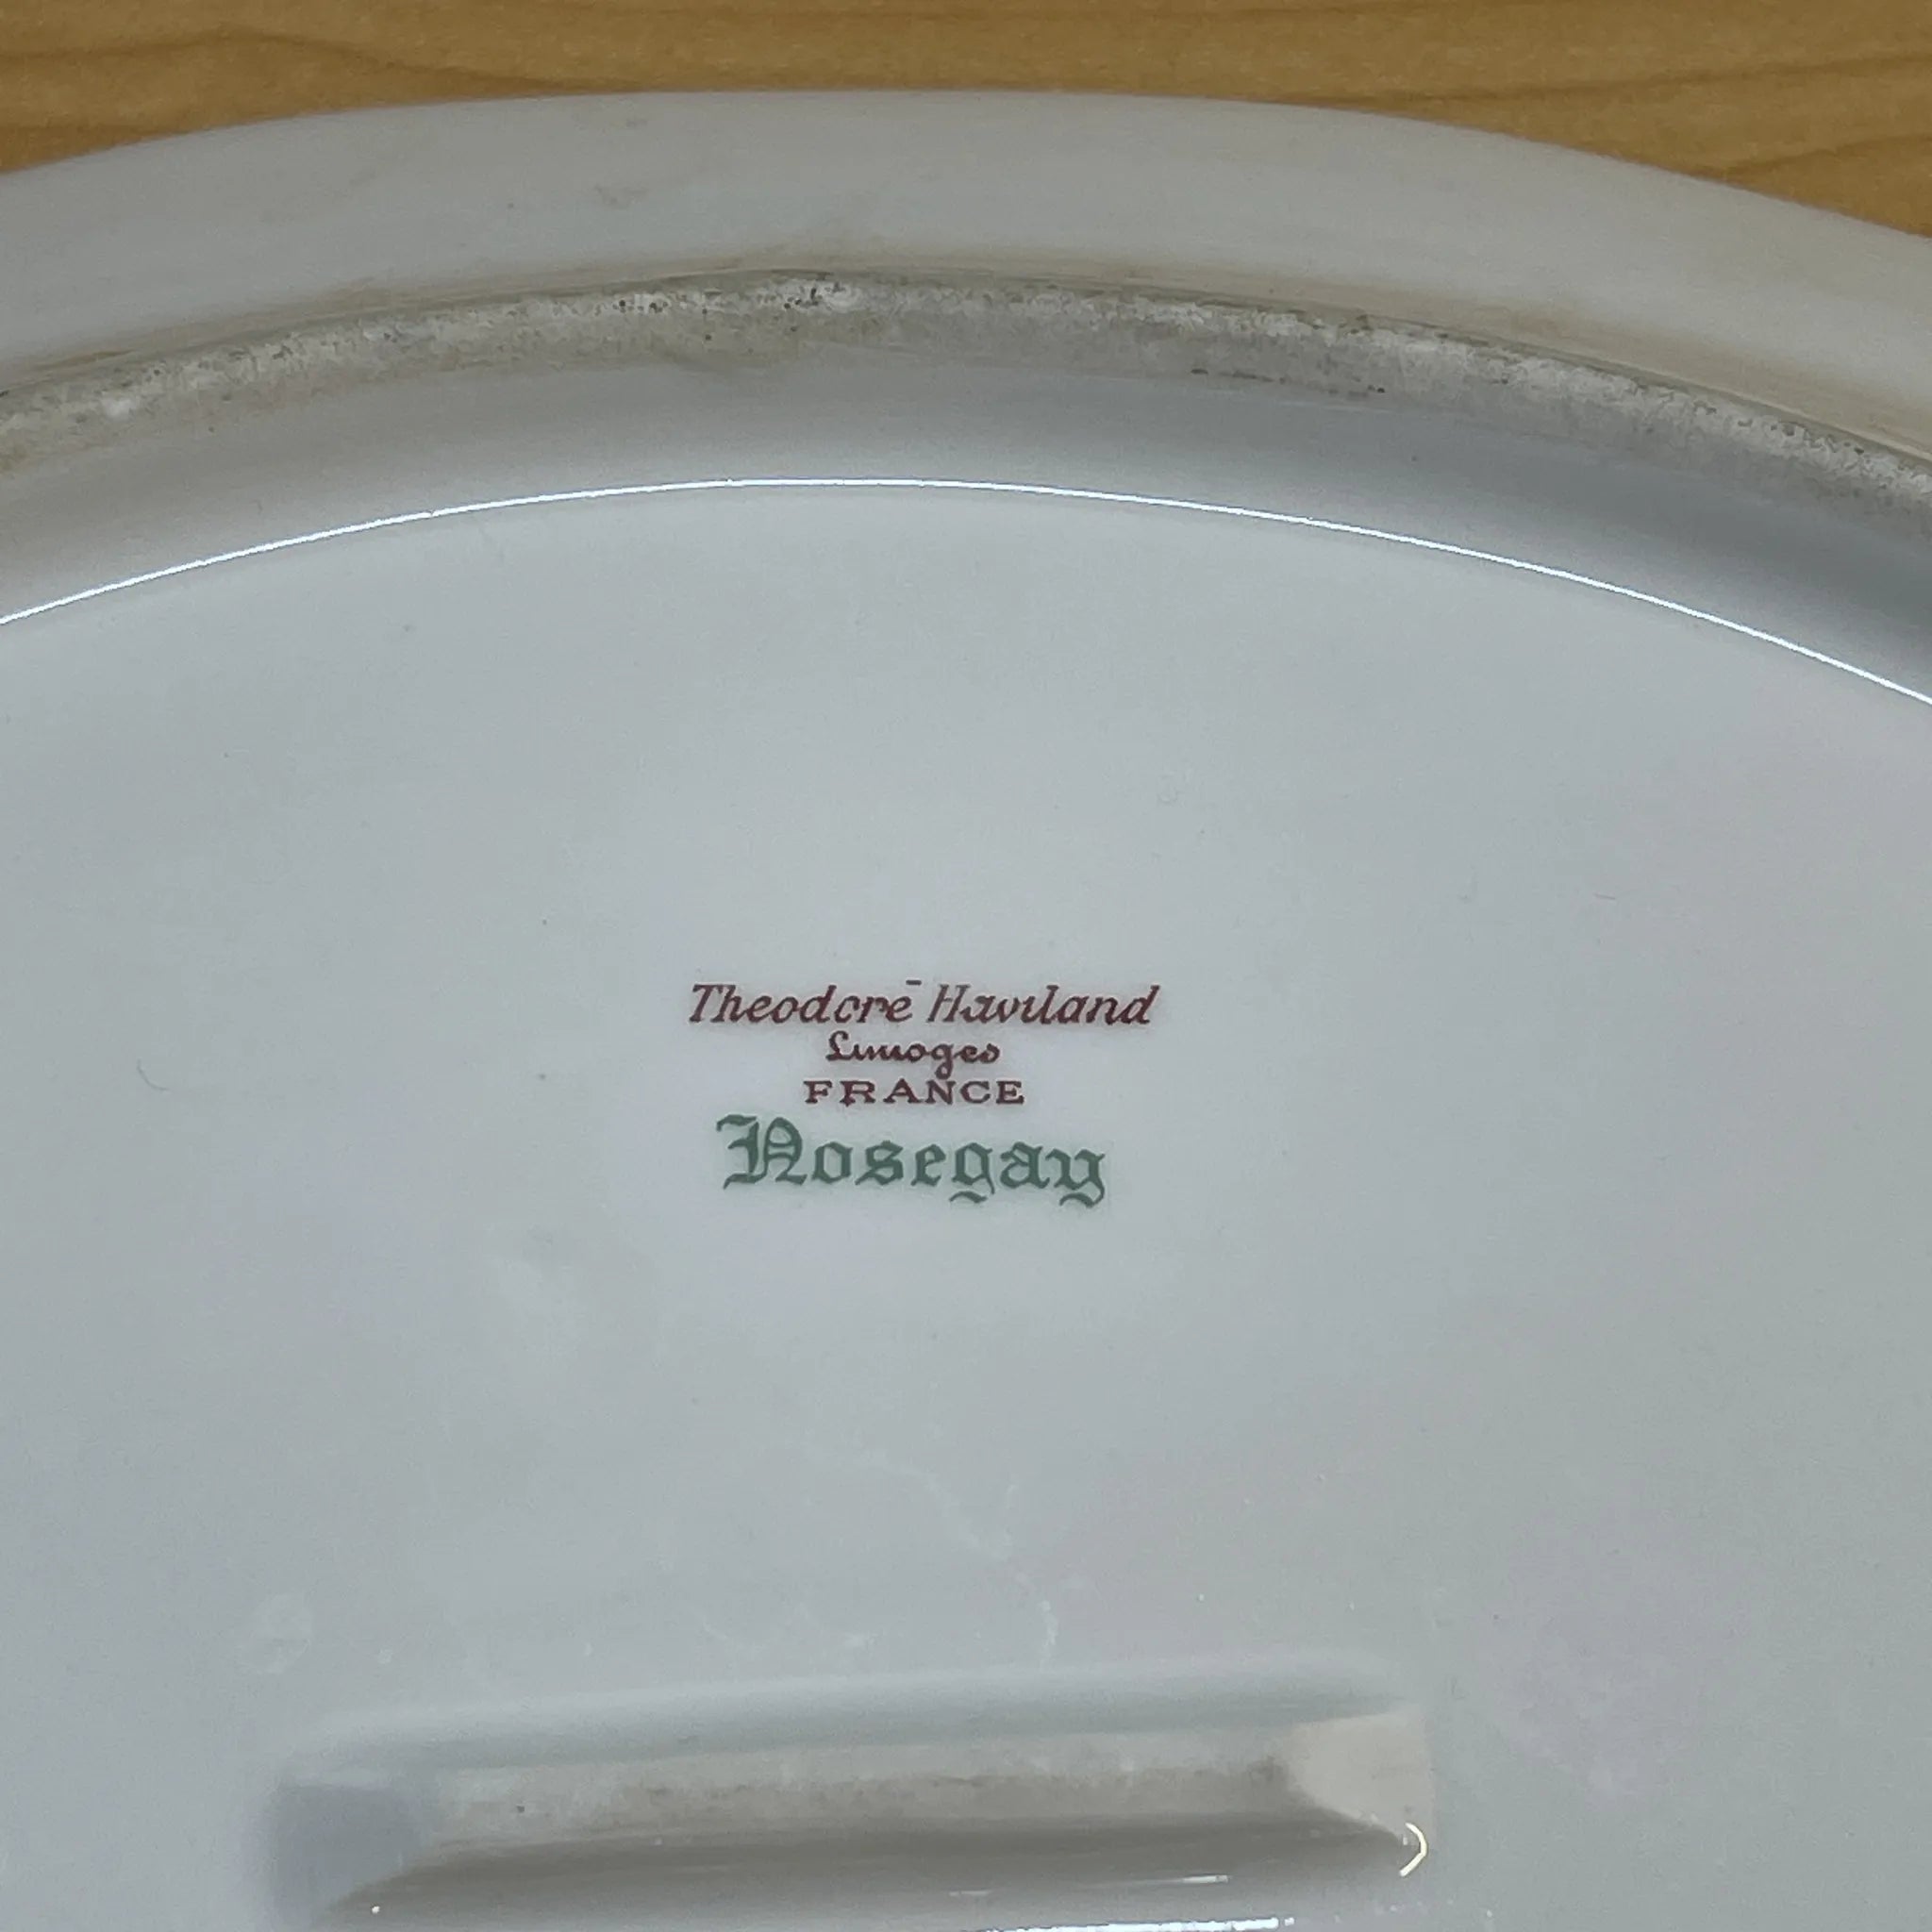 Theodore Haviland
Limoges
FRANCE
Nosegay